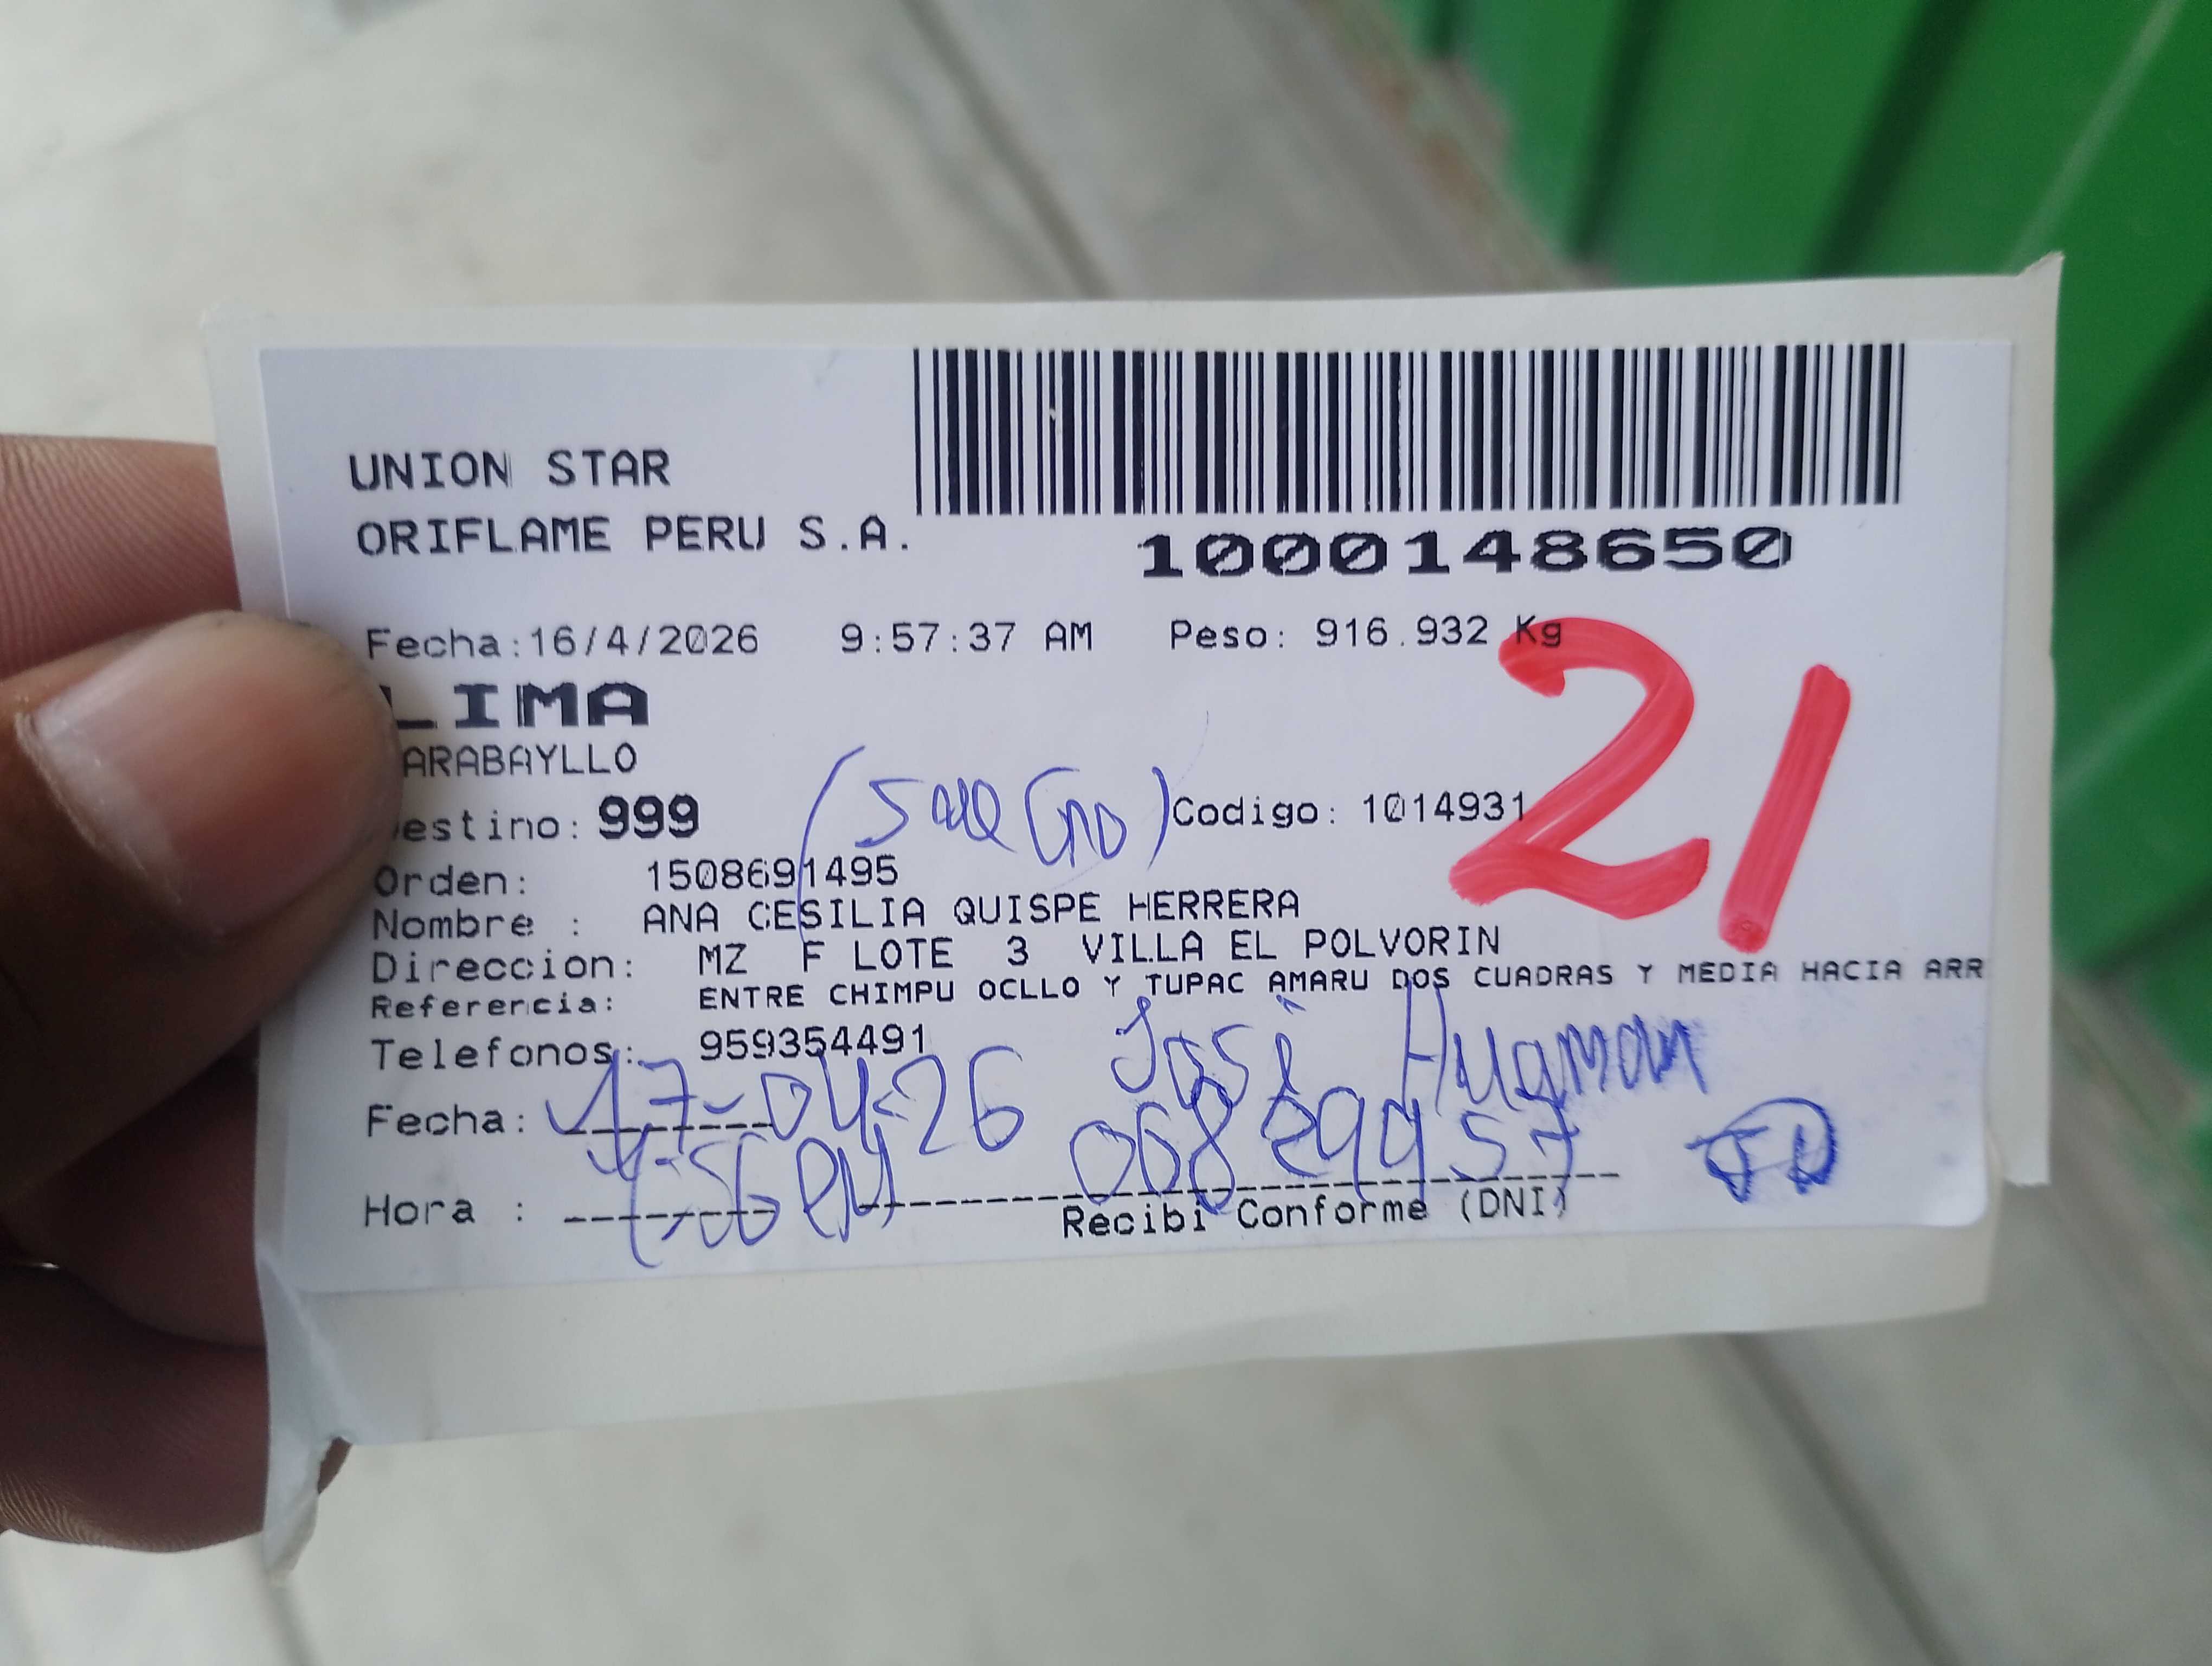 UNION STAR
ORIFLAME PERU S.A.
1000148650
Fecha:16/4/2026 9:57:37 AM Peso: 916.932 Kg
LIMA
ARABAYLLO
21
estino: 999
Codigo: 1014931
Orden: 1508691495
Nombre : ANA CESILIA QUISPE HERRERA
Direccion: MZ F LOTE 3 VILLA EL POLVORIN
Referencia: ENTRE CHIMPU OCLLO Y TUPAC AMARU DOS CUADRAS Y MEDIA HACIA ARR
Telefonos: 959354491
José Huaman
Fecha: 17-04-26
Hora :
Recibi Conforme (DNI)